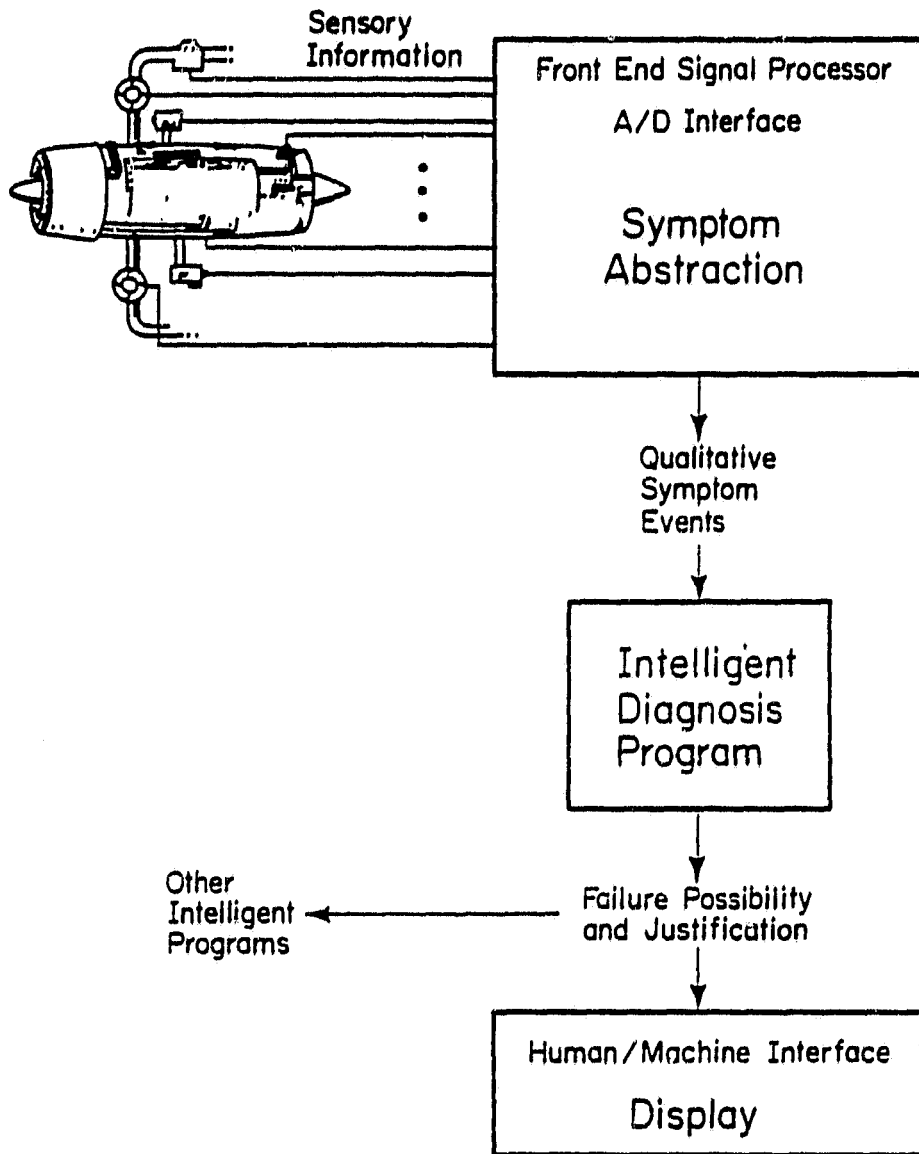 Sensory
Information
Front End Signal Processor
A/D Interface
Symptom
Abstraction
Qualitative
Symptom
Events
Intelligent
Diagnosis
Program
Other
Intelligent
Programs
Failure Possibility
and Justification
Human/Machine Interface
Display